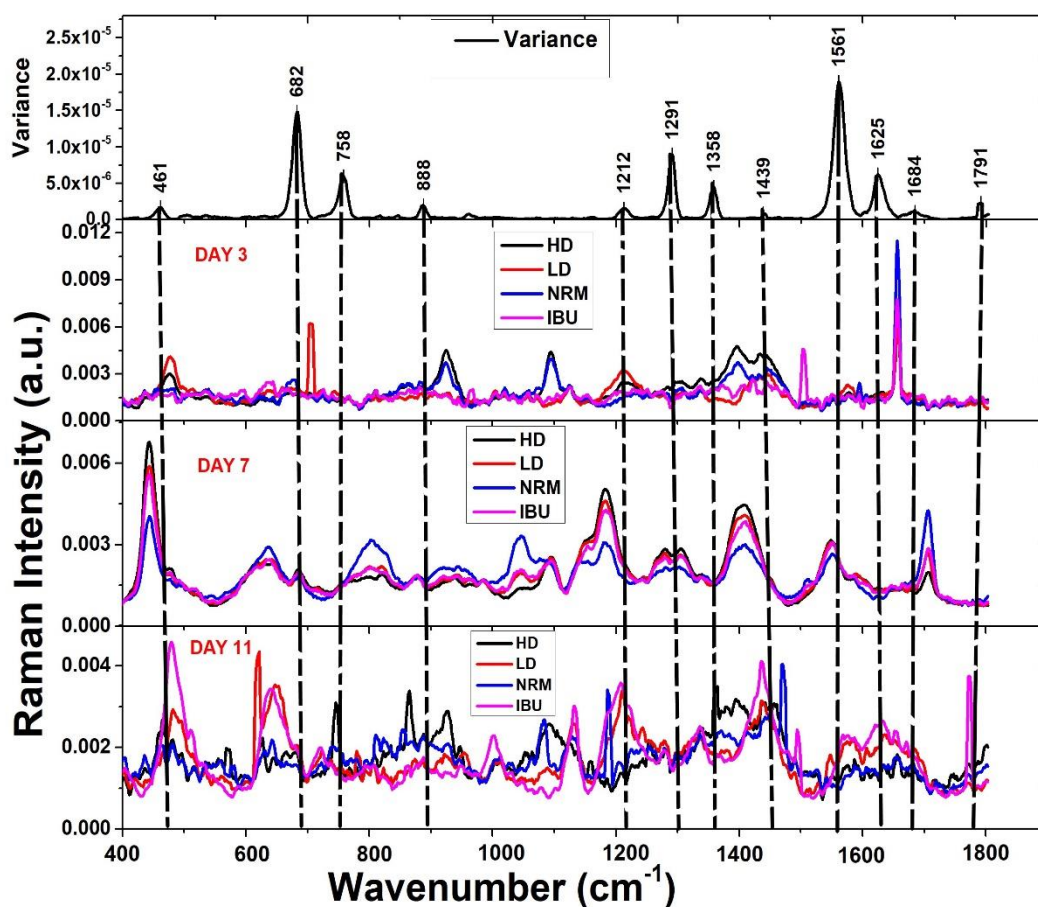 Variance
682
758
1561
1291
1358
1439
1625
1684
1791
461
888
1212
2.5x10⁻⁵
2.0x10⁻⁵
1.5x10⁻⁵
1.0x10⁻⁵
5.0x10⁻⁶
0.0
Variance
DAY 3
HD
LD
NRM
IBU
0.012
0.009
0.006
0.003
0.000
DAY 7
HD
LD
NRM
IBU
0.006
0.003
0.000
DAY 11
HD
LD
NRM
IBU
0.004
0.002
0.000
Raman Intensity (a.u.)
400
600
800
1000
1200
1400
1600
1800
Wavenumber (cm⁻¹)